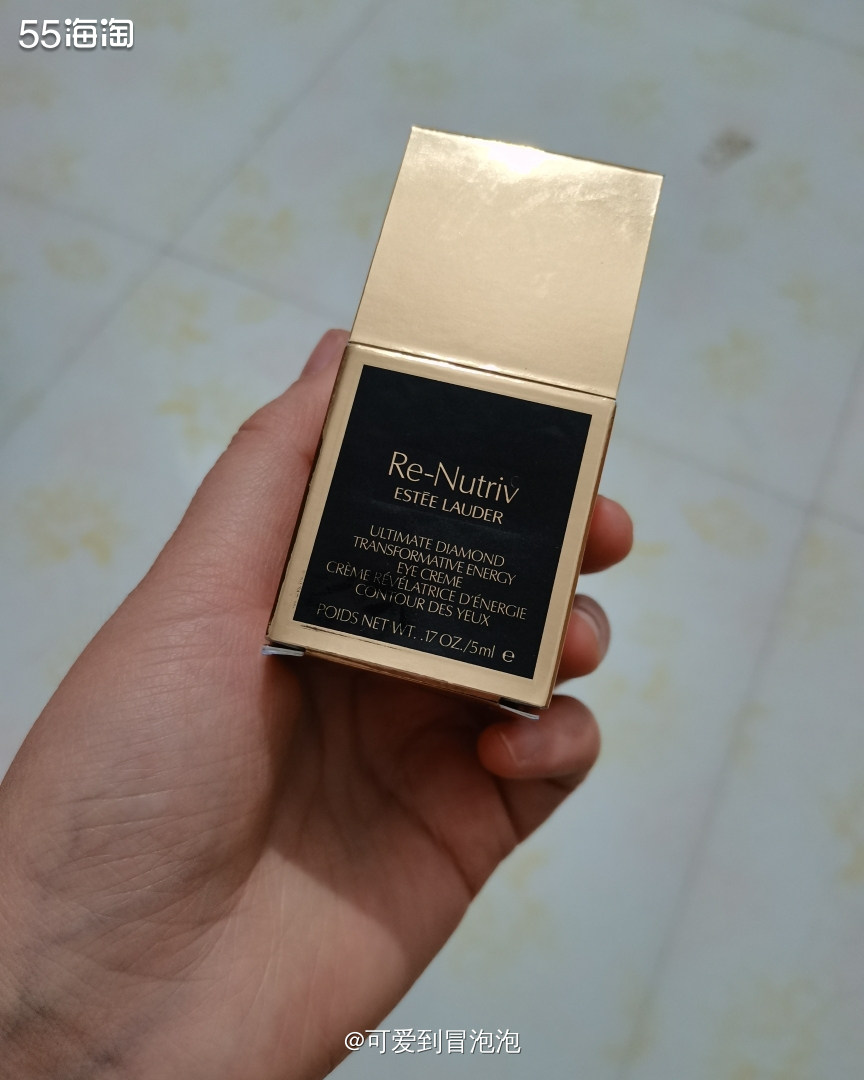 55海淘
Re-Nutriv
ESTĒE LAUDER
ULTIMATE DIAMOND
TRANSFORMATIVE ENERGY
EYE CREME
CRÈME RÉVÉLATRICE D'ÉNERGIE
CONTOUR DES YEUX
POIDS NET WT. .17 OZ./5ml ℮
@可爱到冒泡泡